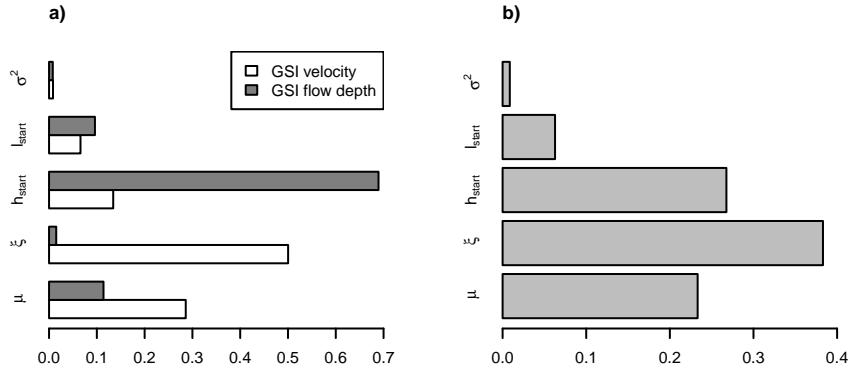 a)
σ²
l_start
h_start
ξ
μ
GSI velocity
GSI flow depth
0.0 0.1 0.2 0.3 0.4 0.5 0.6 0.7
b)
σ²
l_start
h_start
ξ
μ
0.0 0.1 0.2 0.3 0.4